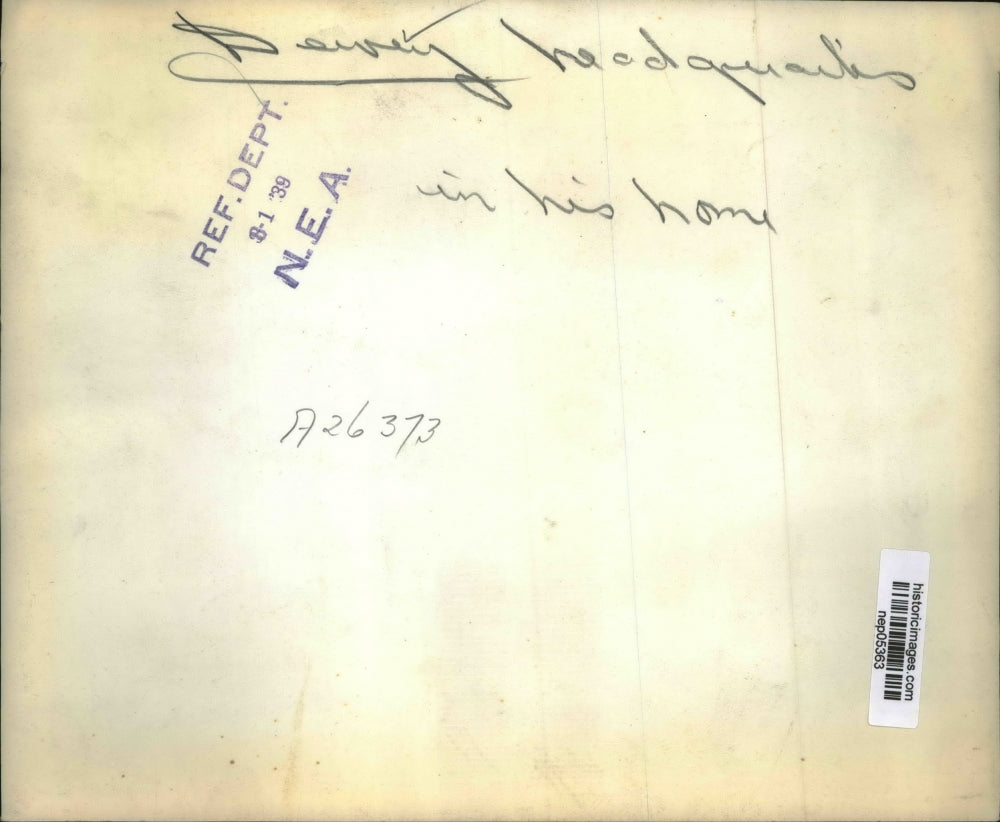 Dewey headquarters
in his home
REF. DEPT.
8-1 '39
N.E.A.
A26373
historicimages.com
nep05363